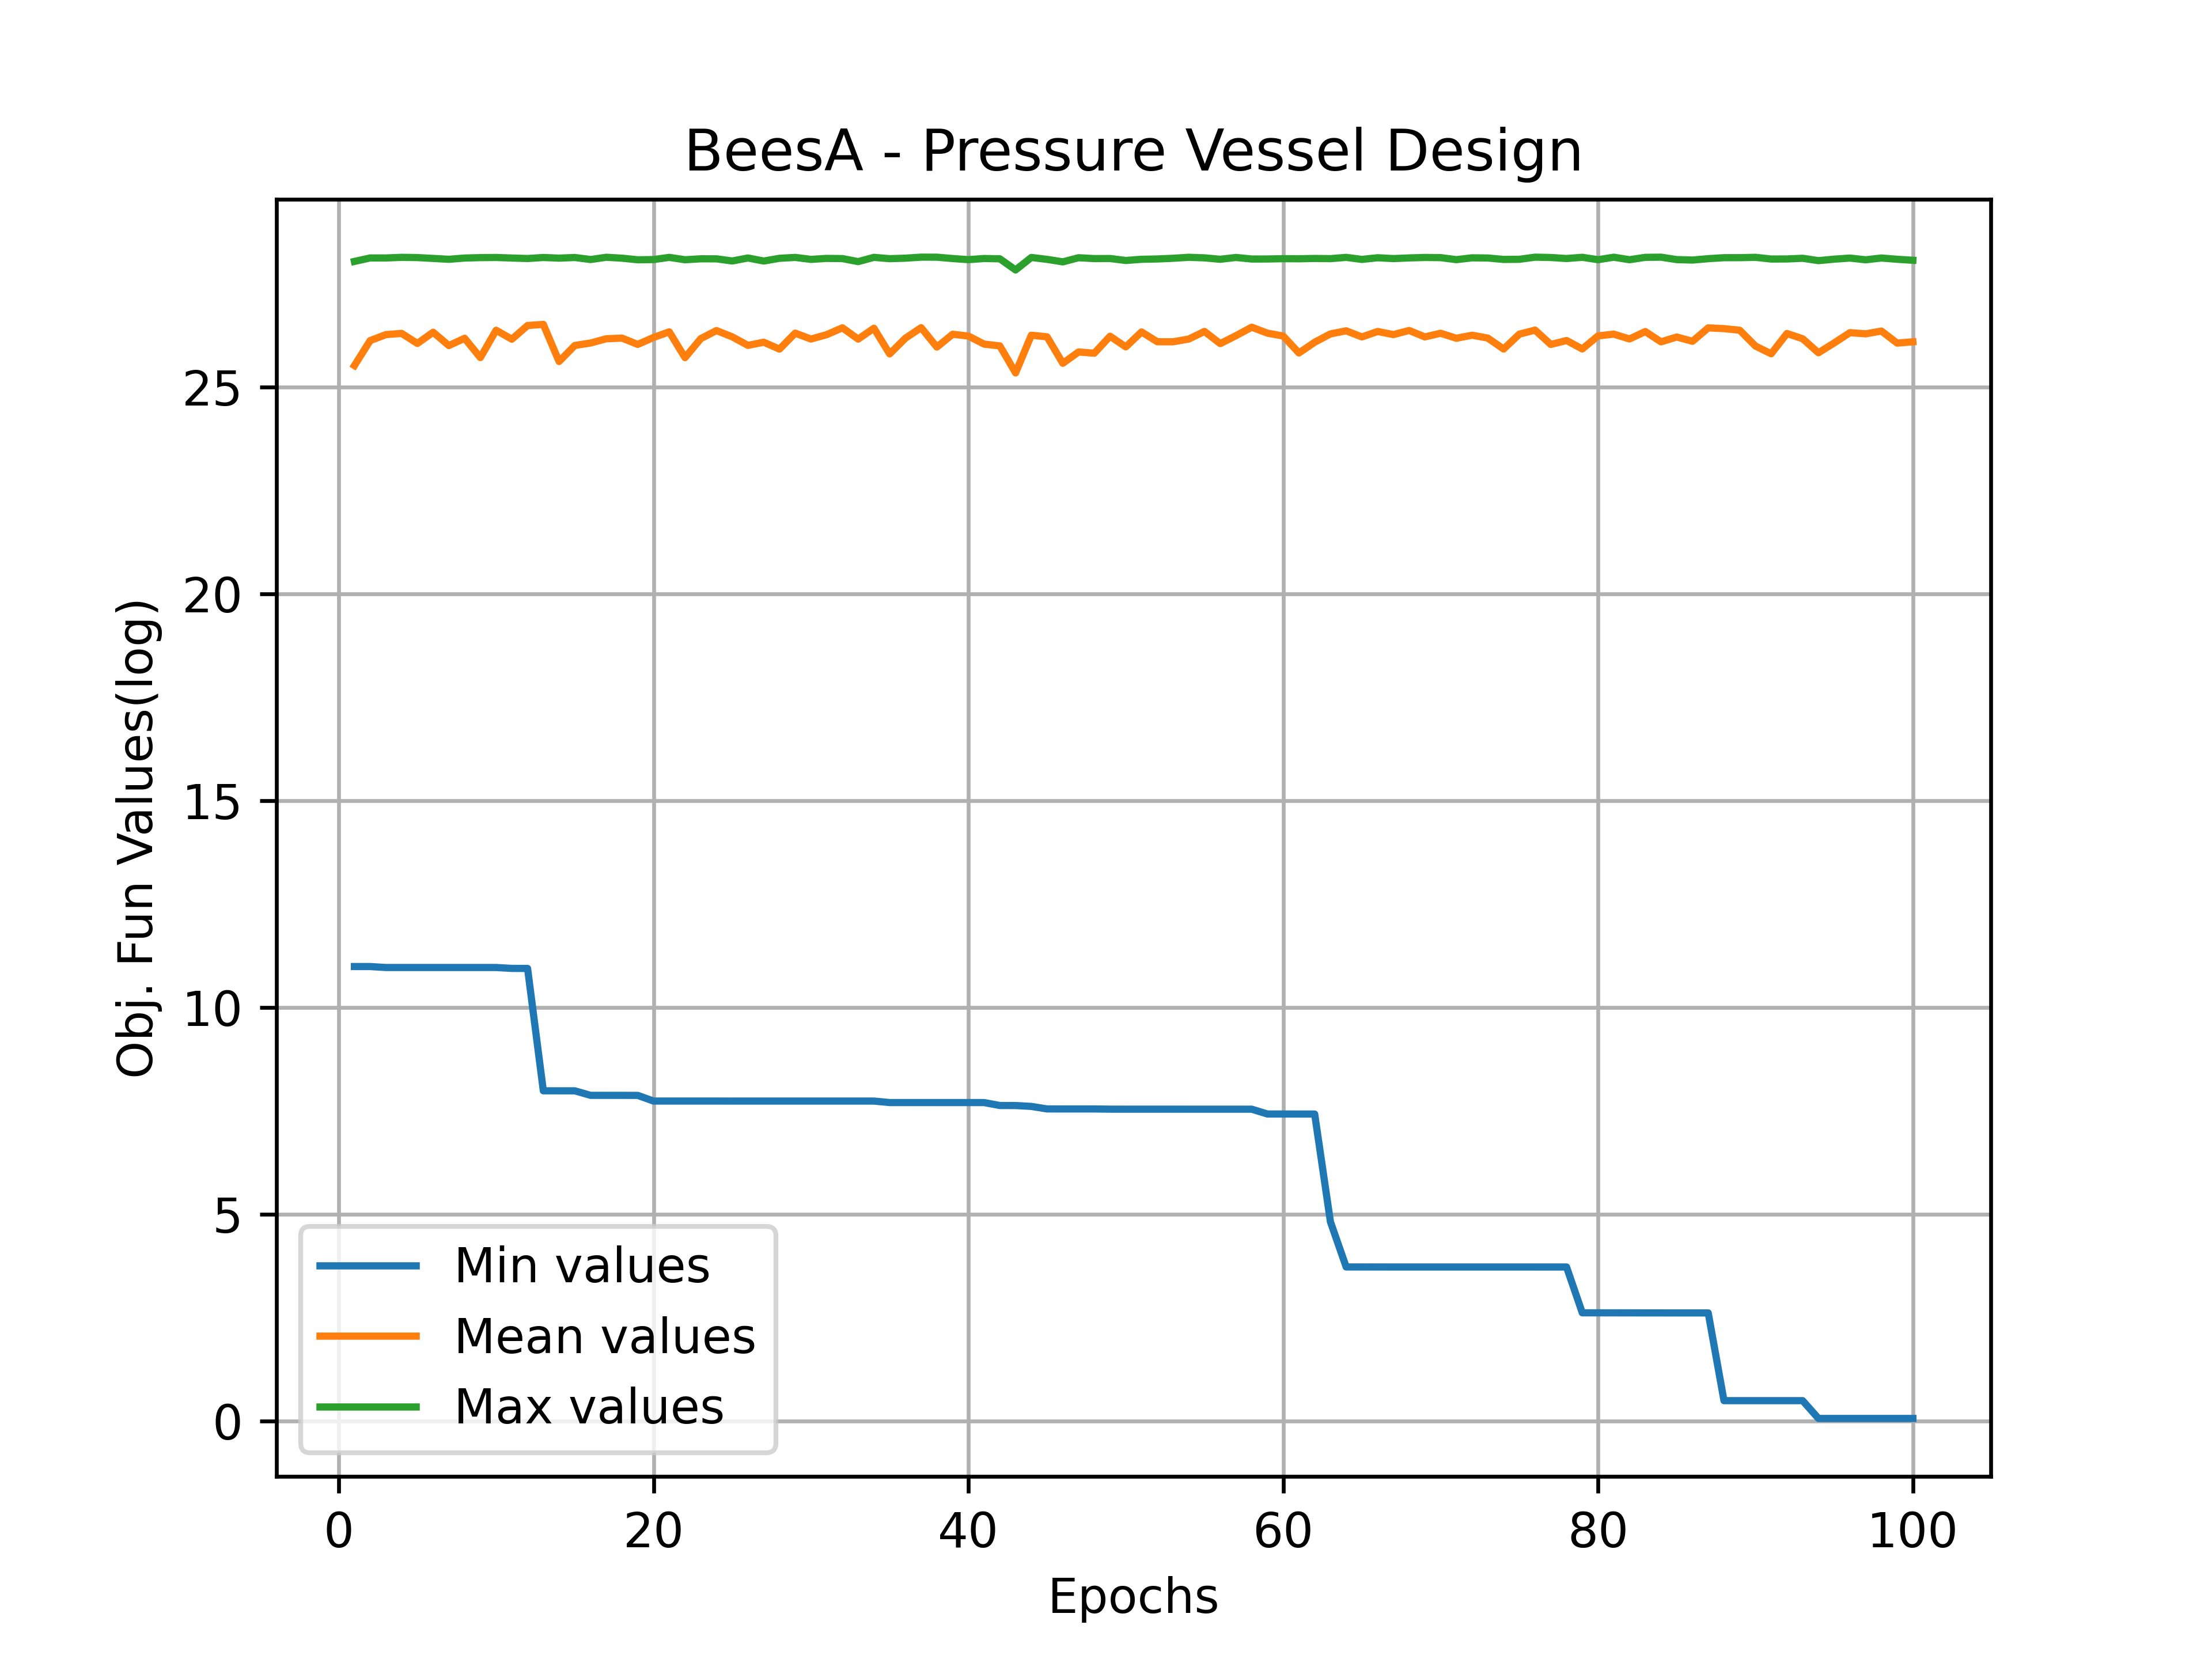 BeesA - Pressure Vessel Design
Obj. Fun Values(log)
25
20
15
10
5
0
Min values
Mean values
Max values
0 20 40 60 80 100
Epochs